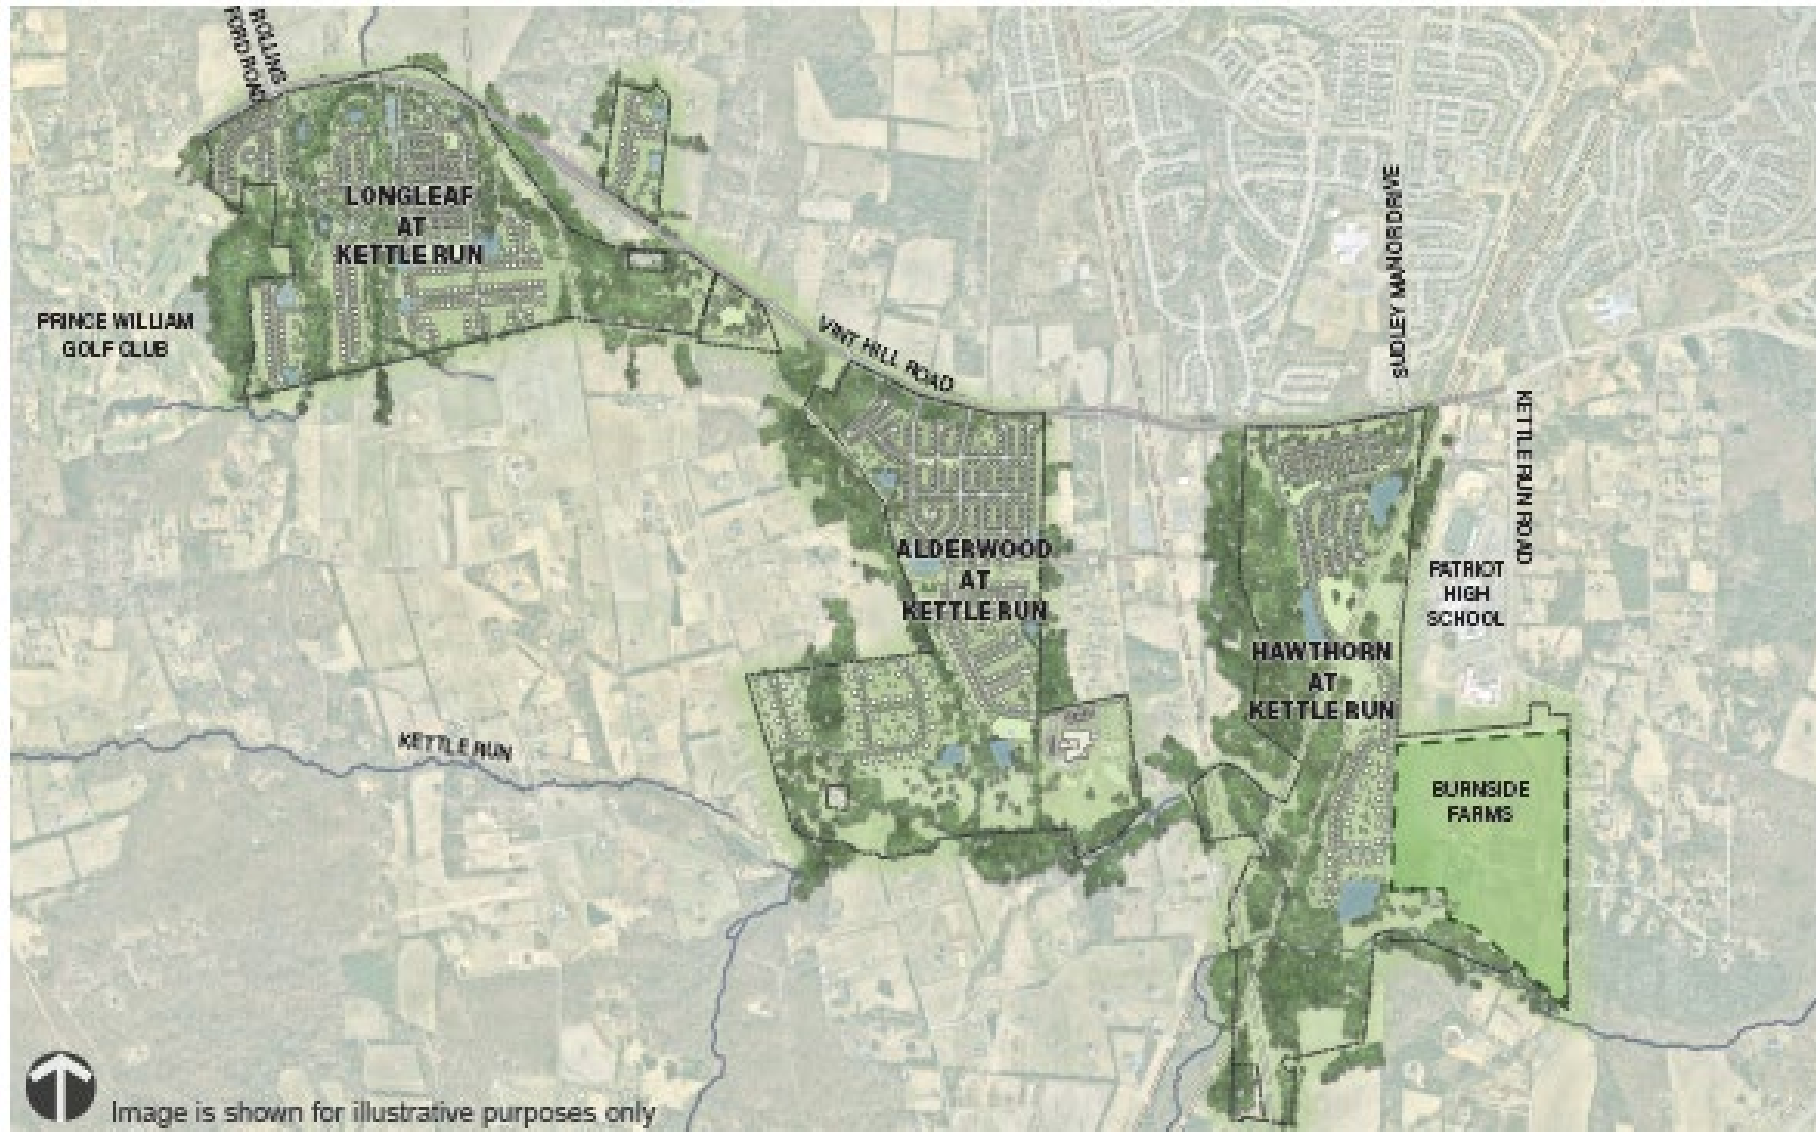 ROLLING
FORD ROAD
LONGLEAF
AT
KETTLE RUN
PRINCE WILLIAM
GOLF CLUB
VINT HILL ROAD
SUDLEY MANOR DRIVE
KETTLE RUN ROAD
ALDERWOOD
AT
KETTLE RUN
PATRIOT
HIGH
SCHOOL
HAWTHORN
AT
KETTLE RUN
KETTLE RUN
BURNSIDE
FARMS
Image is shown for illustrative purposes only